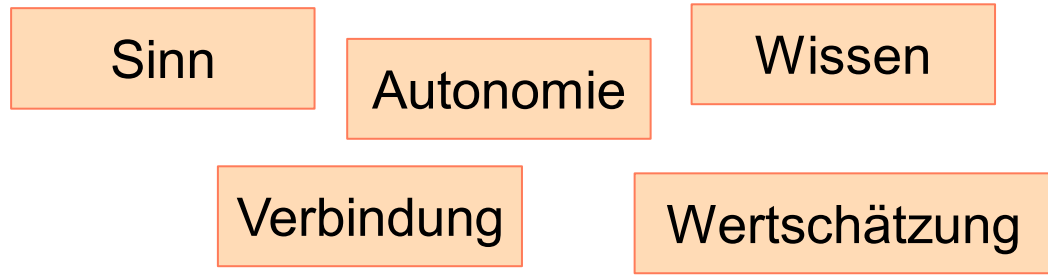 Sinn
Autonomie
Wissen
Verbindung
Wertschätzung